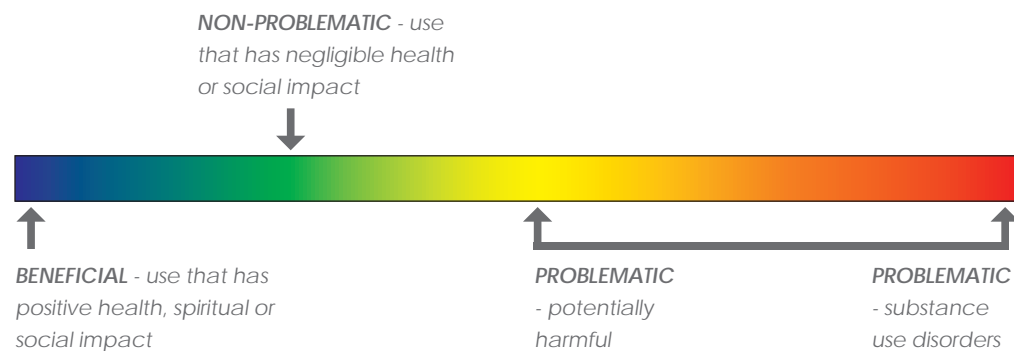 NON-PROBLEMATIC - use
that has negligible health
or social impact
BENEFICIAL - use that has
positive health, spiritual or
social impact
PROBLEMATIC
- potentially
harmful
PROBLEMATIC
- substance
use disorders